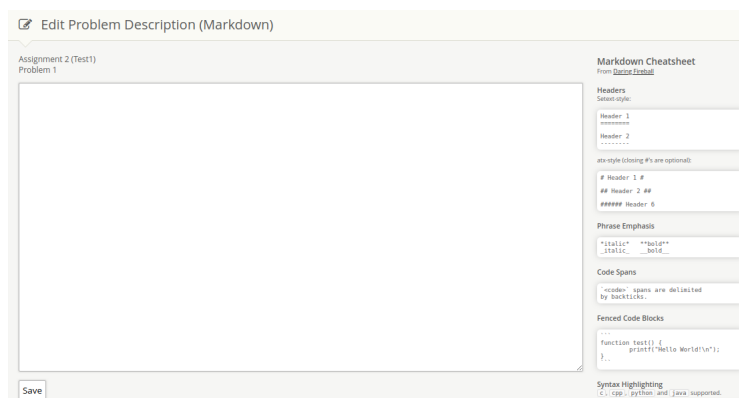 Edit Problem Description (Markdown)
Assignment 2 (Test1)
Problem 1
Save
Markdown Cheatsheet
From Daring Fireball
Headers
Setext-style:
Header 1
========
Header 2
--------
atx-style (closing #'s are optional):
# Header 1 #
## Header 2 ##
###### Header 6
Phrase Emphasis
*italic*   **bold**
_italic_   __bold__
Code Spans
`<code>` spans are delimited
by backticks.
Fenced Code Blocks
```
function test() {
        printf("Hello World!\n");
}
```
Syntax Highlighting
c, cpp, python and java supported.